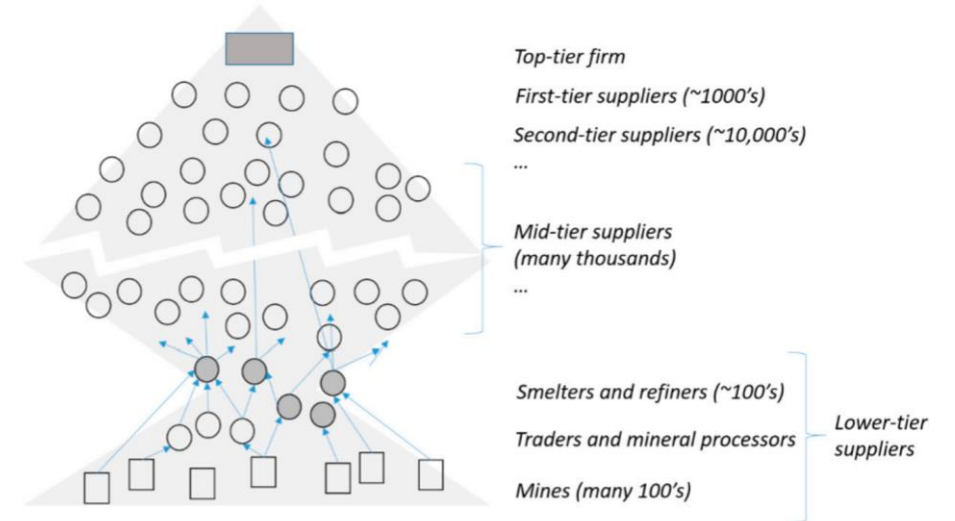 Top-tier firm
First-tier suppliers (~1000's)
Second-tier suppliers (~10,000's)
...
Mid-tier suppliers
(many thousands)
...
Smelters and refiners (~100's)
Traders and mineral processors
Mines (many 100's)
Lower-tier
suppliers